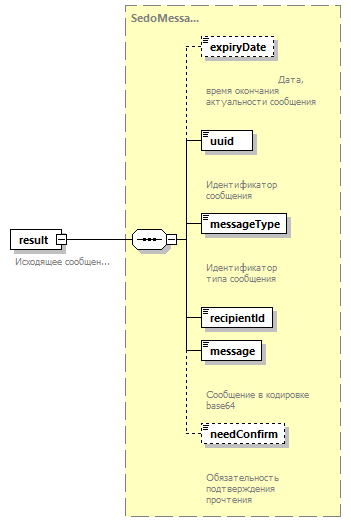 SedoMessa...
expiryDate
Дата,
время окончания
актуальности сообщения
uuid
Идентификатор
сообщения
messageType
Идентификатор
типа сообщения
result
Исходящее сообщен...
recipientId
message
Сообщение в кодировке
base64
needConfirm
Обязательность
подтверждения
прочтения